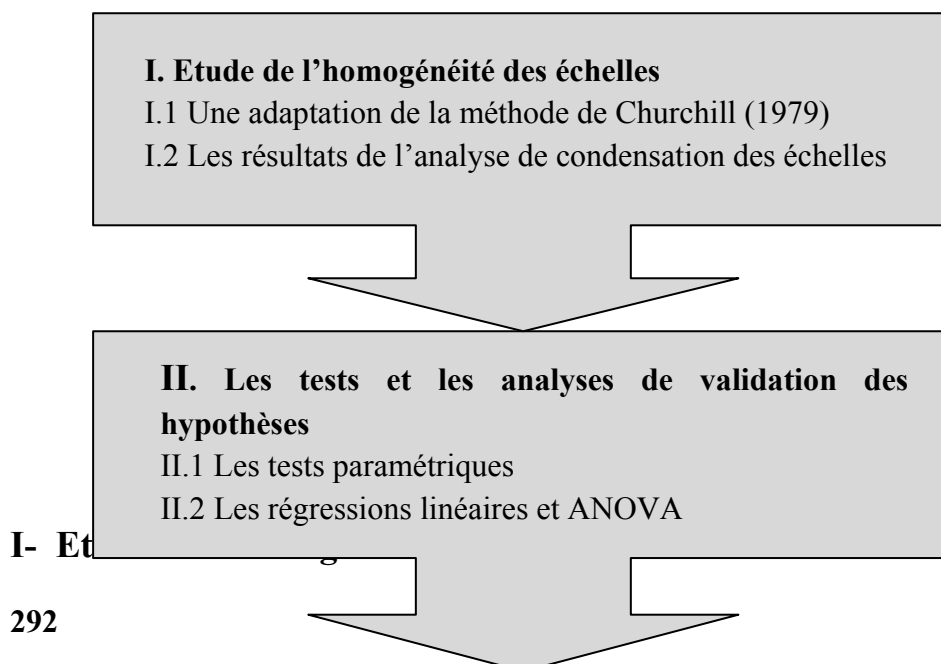 I. Etude de l’homogénéité des échelles
I.1 Une adaptation de la méthode de Churchill (1979)
I.2 Les résultats de l’analyse de condensation des échelles
II. Les tests et les analyses de validation des
hypothèses
II.1 Les tests paramétriques
II.2 Les régressions linéaires et ANOVA
I- Et
292